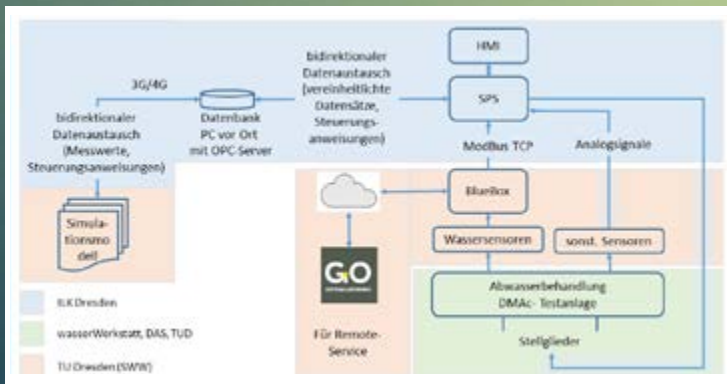 3G/4G
bidirektionaler
Datenaustausch
(Messwerte,
Steuerungsanweisungen)
Simula-
tionsmo
dell
Datenbank
PC vor Ort
mit OPC-Server
bidirektionaler
Datenaustausch
(vereinheitlichte
Datensätze,
Steuerungs-
anweisungen)
HMI
SPS
ModBus TCP
Analogsignale
BlueBox
Wassersensoren
sonst. Sensoren
GO
Für Remote-
Service
Abwasserbehandlung
DMAc- Testanlage
Stellglieder
ILK Dresden
wasserWerkstatt, DAS, TUD
TU Dresden (SWW)